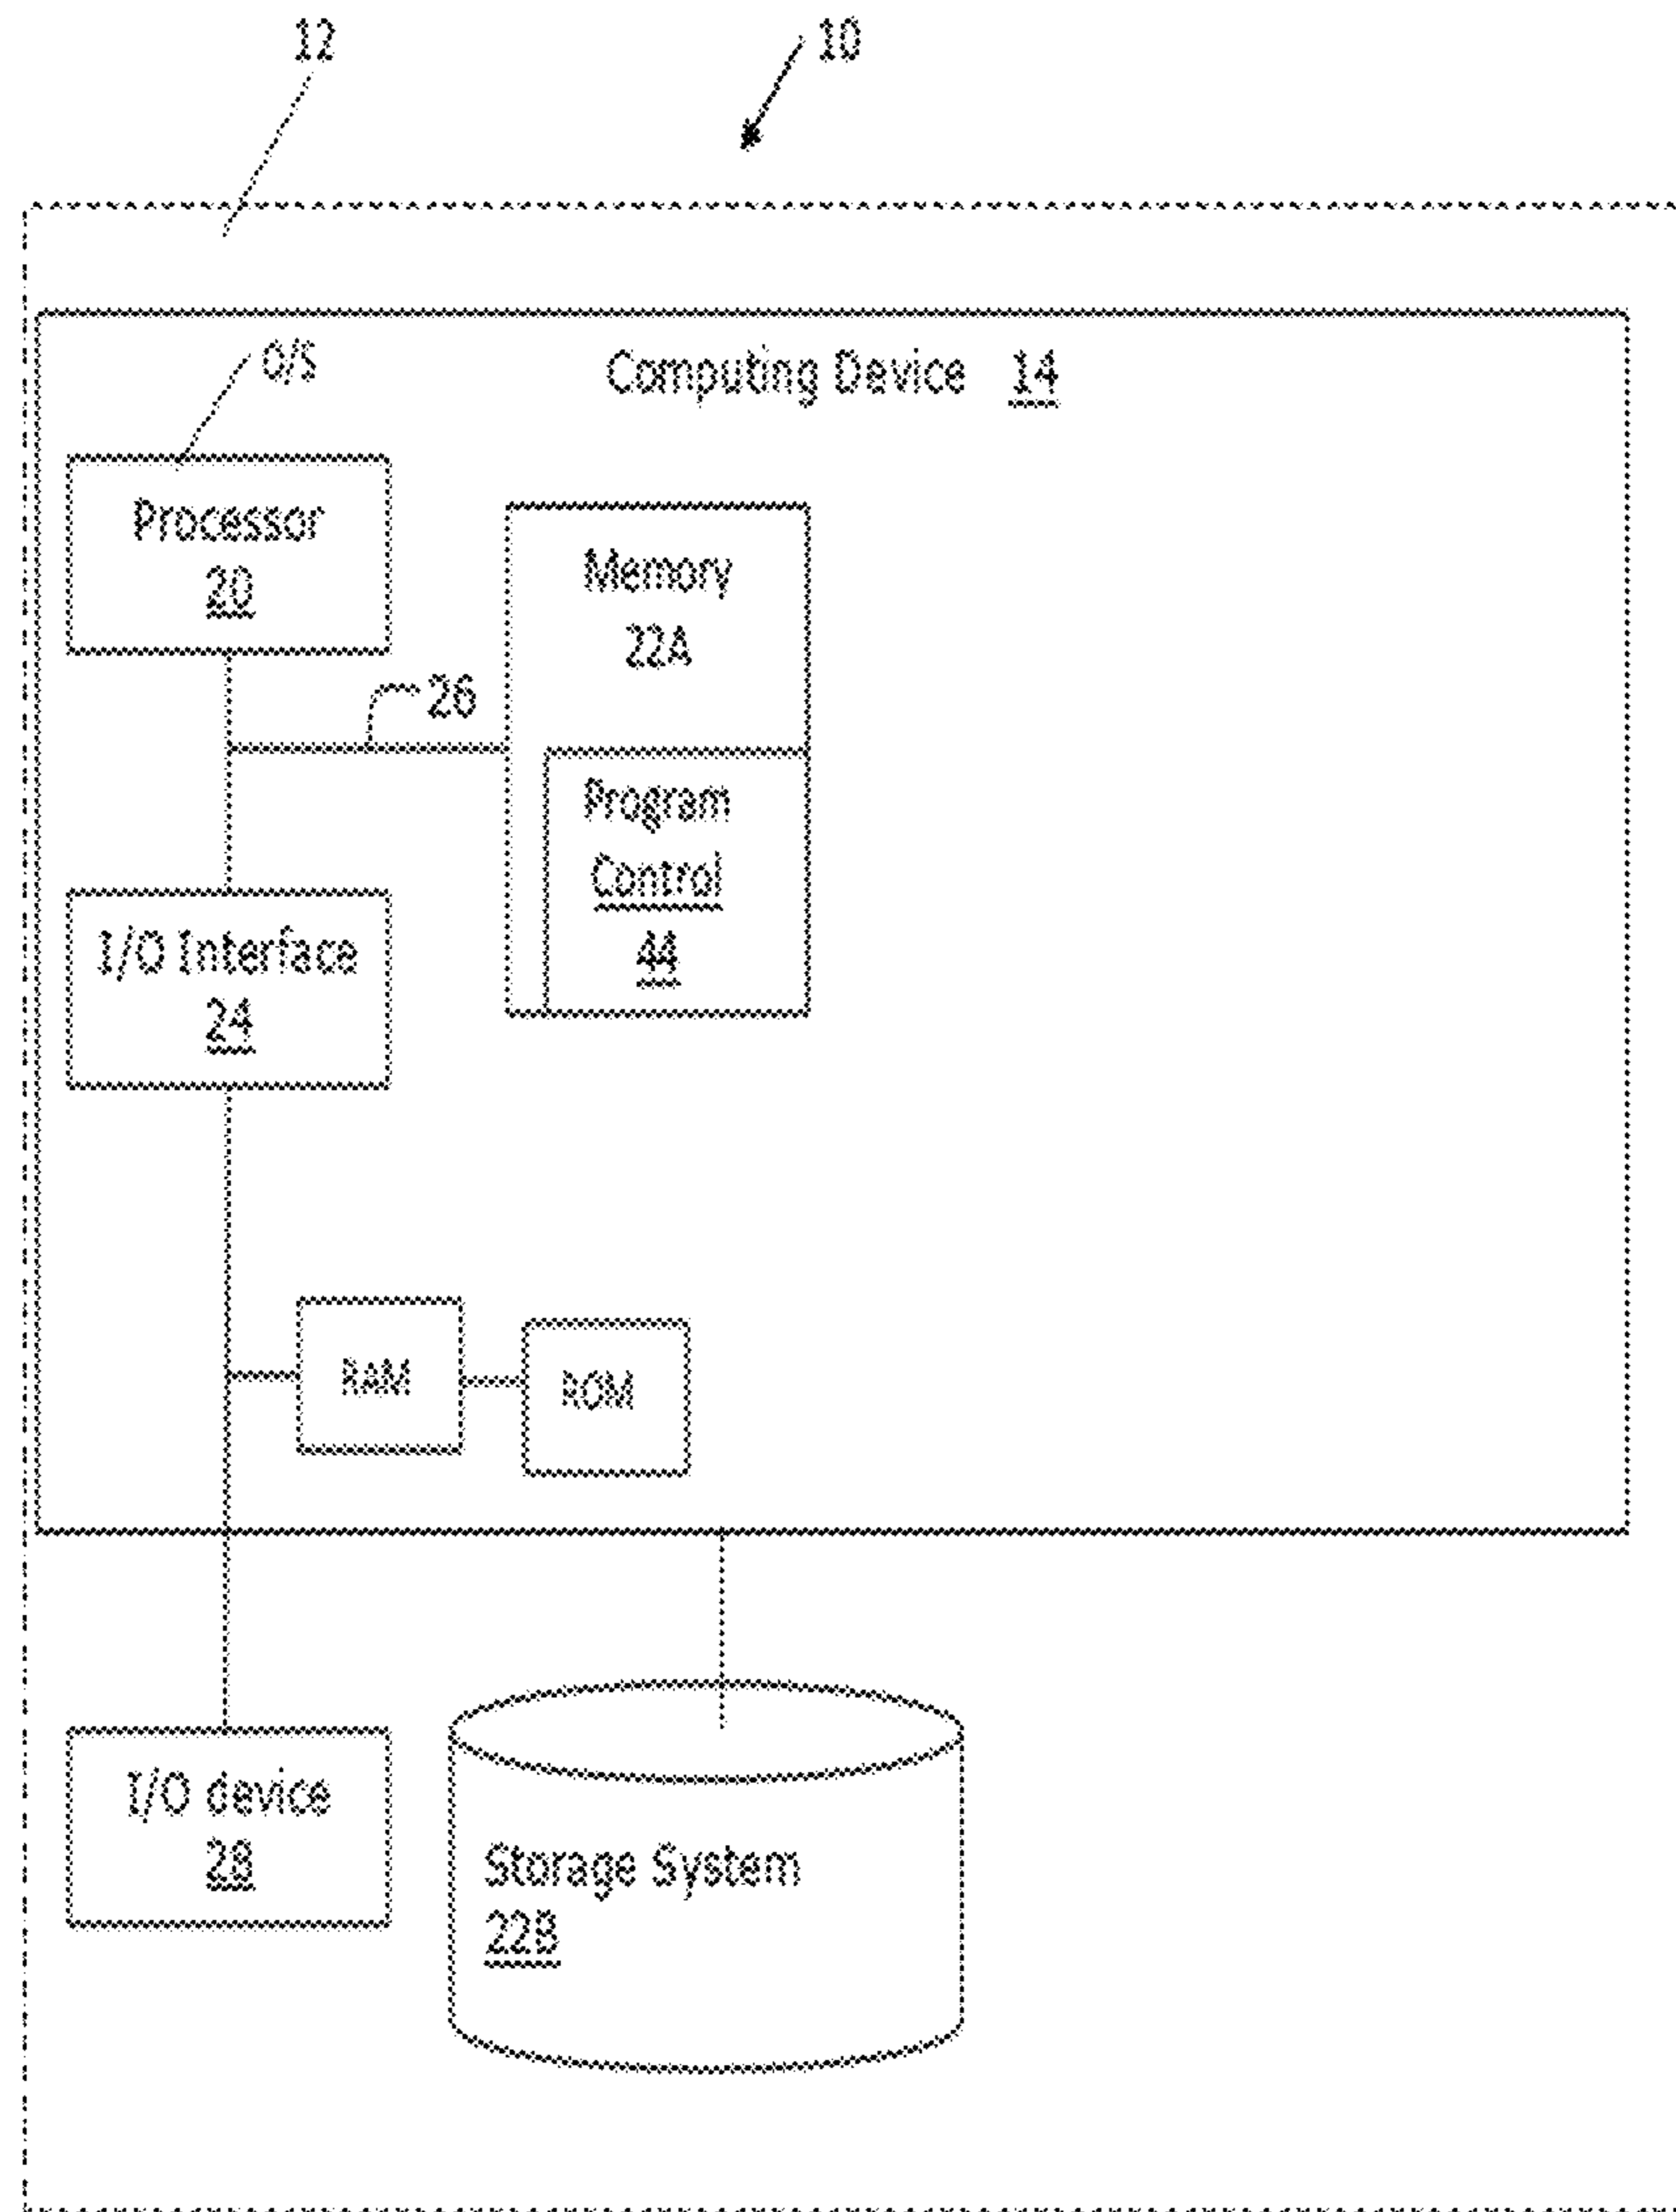 12
10
O/S
Computing Device 14
Processor
20
Memory
22A
26
Program
Control
44
I/O Interface
24
RAM
ROM
I/O device
28
Storage System
22B